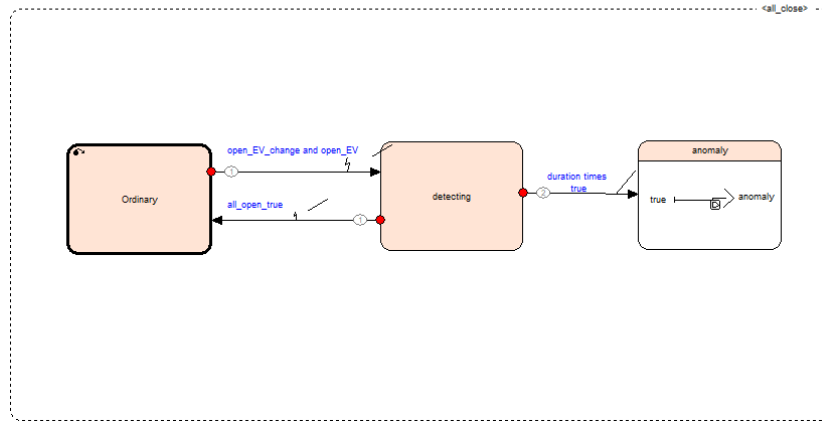 <all_close>
open_EV_change and open_EV
1
Ordinary
all_open_true
1
detecting
duration times
true
2
anomaly
true
anomaly